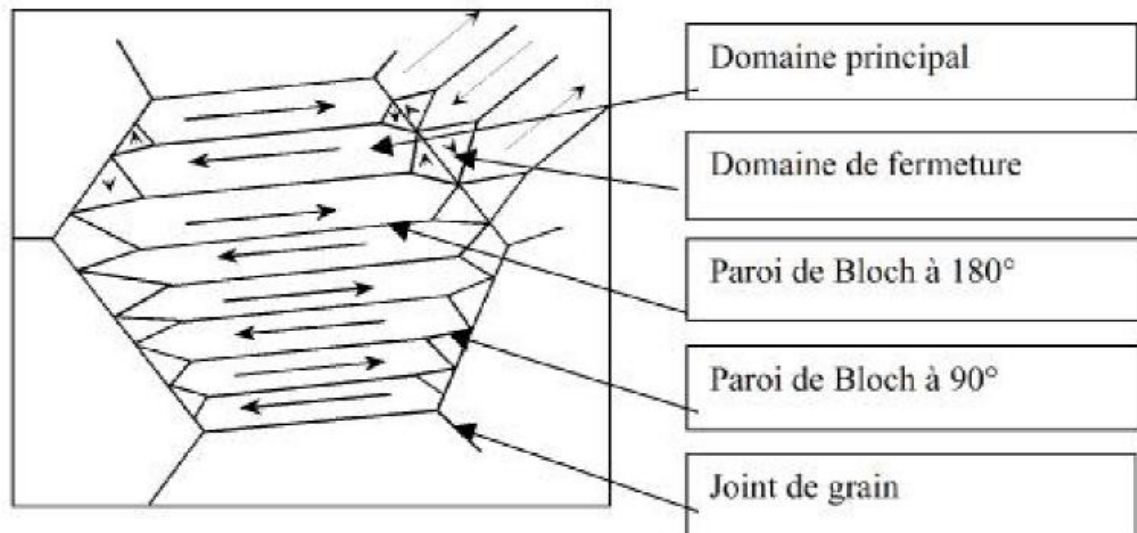 Domaine principal
Domaine de fermeture
Paroi de Bloch à 180°
Paroi de Bloch à 90°
Joint de grain